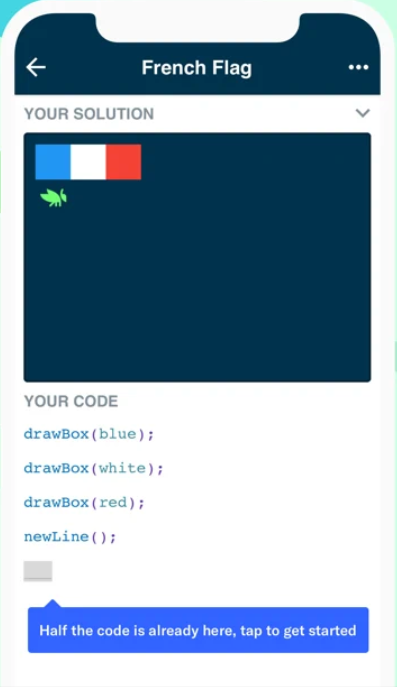 French Flag
YOUR SOLUTION
YOUR CODE
drawBox(blue);
drawBox(white);
drawBox(red);
newLine();
Half the code is already here, tap to get started